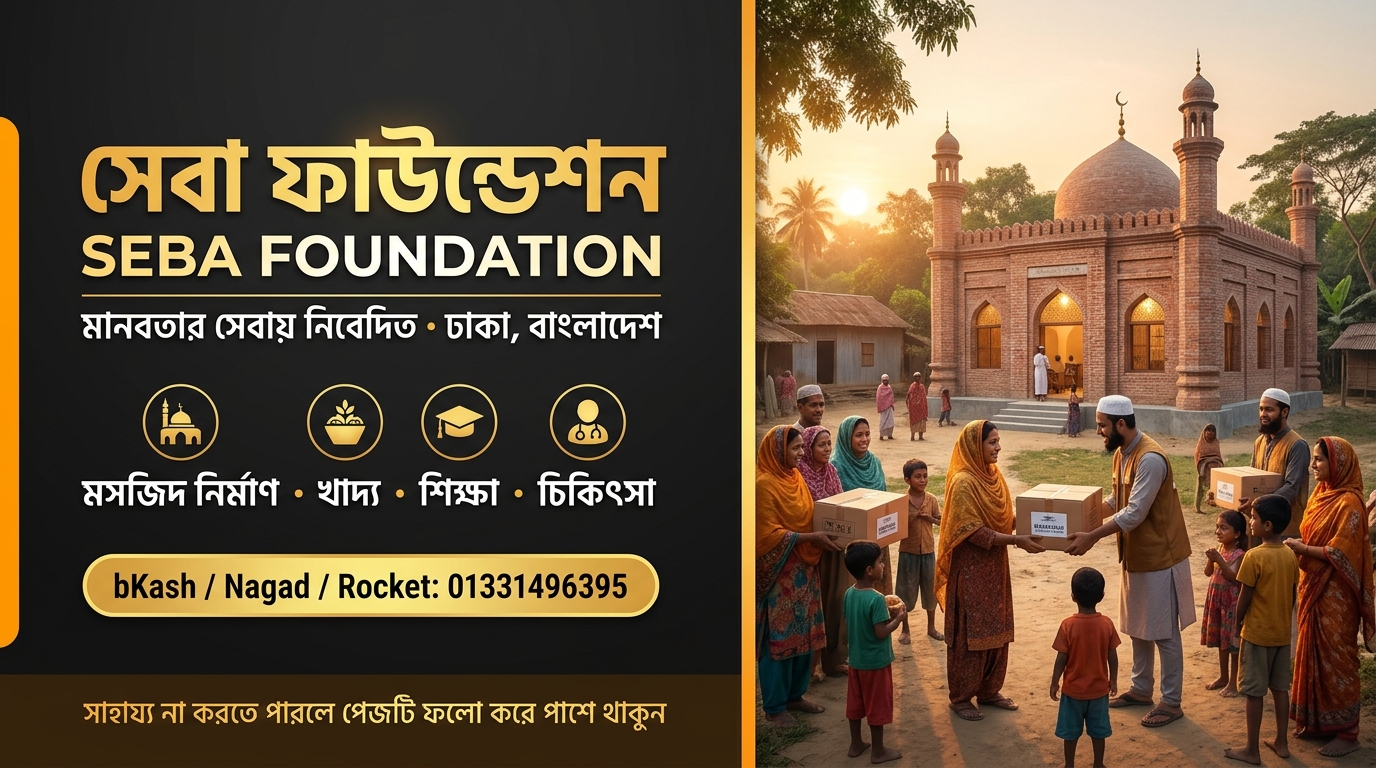 সেবা ফাউন্ডেশন
SEBA FOUNDATION
মানবতার সেবায় নিবেদিত • ঢাকা, বাংলাদেশ
মসজিদ নির্মাণ • খাদ্য • শিক্ষা • চিকিৎসা
bKash / Nagad / Rocket: 01331496395
সাহায্য না করতে পারলে পেজটি ফলো করে পাশে থাকুন